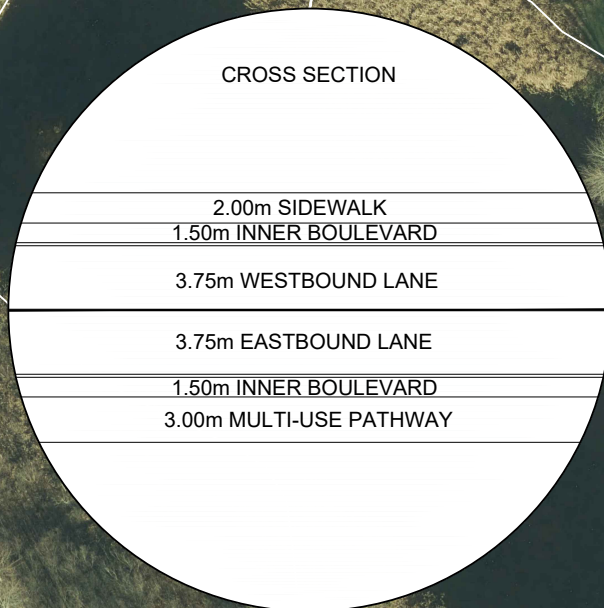 CROSS SECTION
2.00m SIDEWALK
1.50m INNER BOULEVARD
3.75m WESTBOUND LANE
3.75m EASTBOUND LANE
1.50m INNER BOULEVARD
3.00m MULTI-USE PATHWAY